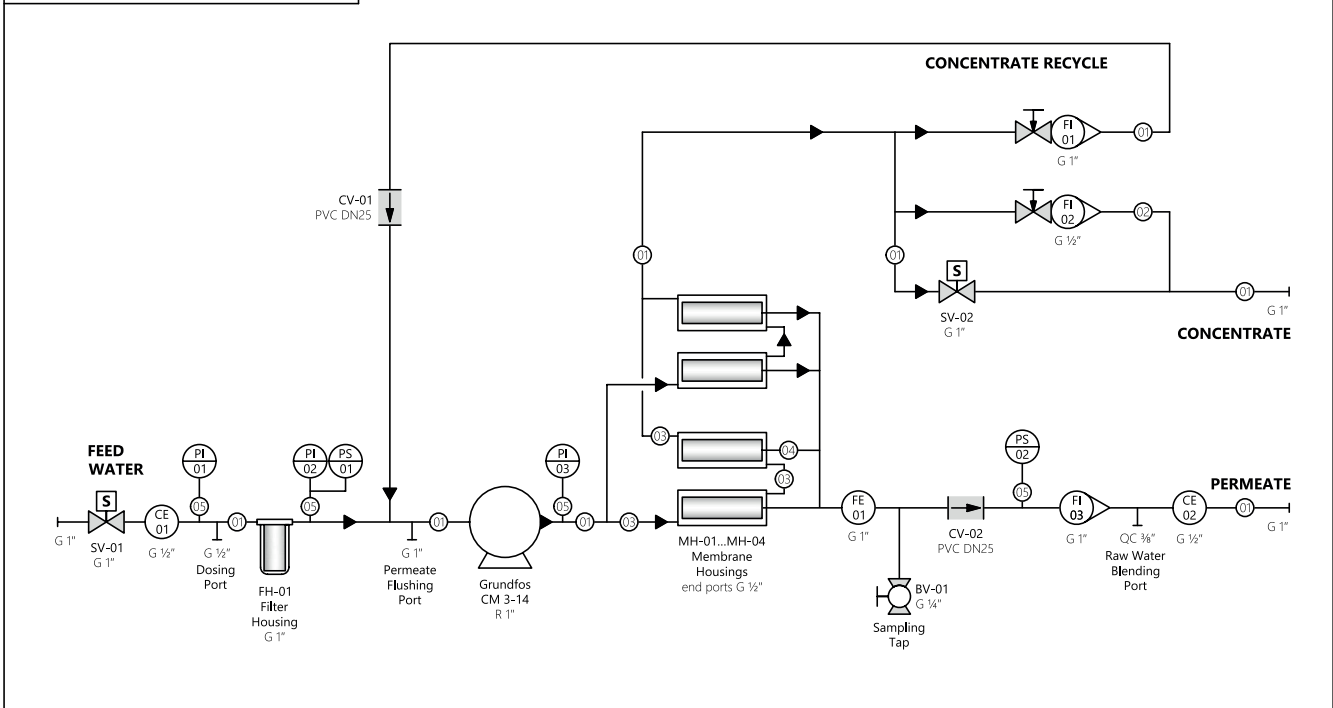 CONCENTRATE RECYCLE
FI
01
01
G 1"
CV-01
PVC DN25
FI
02
02
G ½"
01
01
S
SV-02
G 1"
01
G 1"
CONCENTRATE
FEED
WATER
S
G 1"
SV-01
G 1"
CE
01
G ½"
PI
01
05
G ½"
Dosing
Port
01
FH-01
Filter
Housing
G 1"
PI
02
PS
01
05
G 1"
Permeate
Flushing
Port
01
Grundfos
CM 3-14
R 1"
PI
03
05
01
03
03
04
03
MH-01...MH-04
Membrane
Housings
end ports G ½"
FE
01
G 1"
BV-01
G ¼"
Sampling
Tap
CV-02
PVC DN25
PS
02
05
FI
03
G 1"
QC ⅜"
Raw Water
Blending
Port
CE
02
G ½"
PERMEATE
01
G 1"